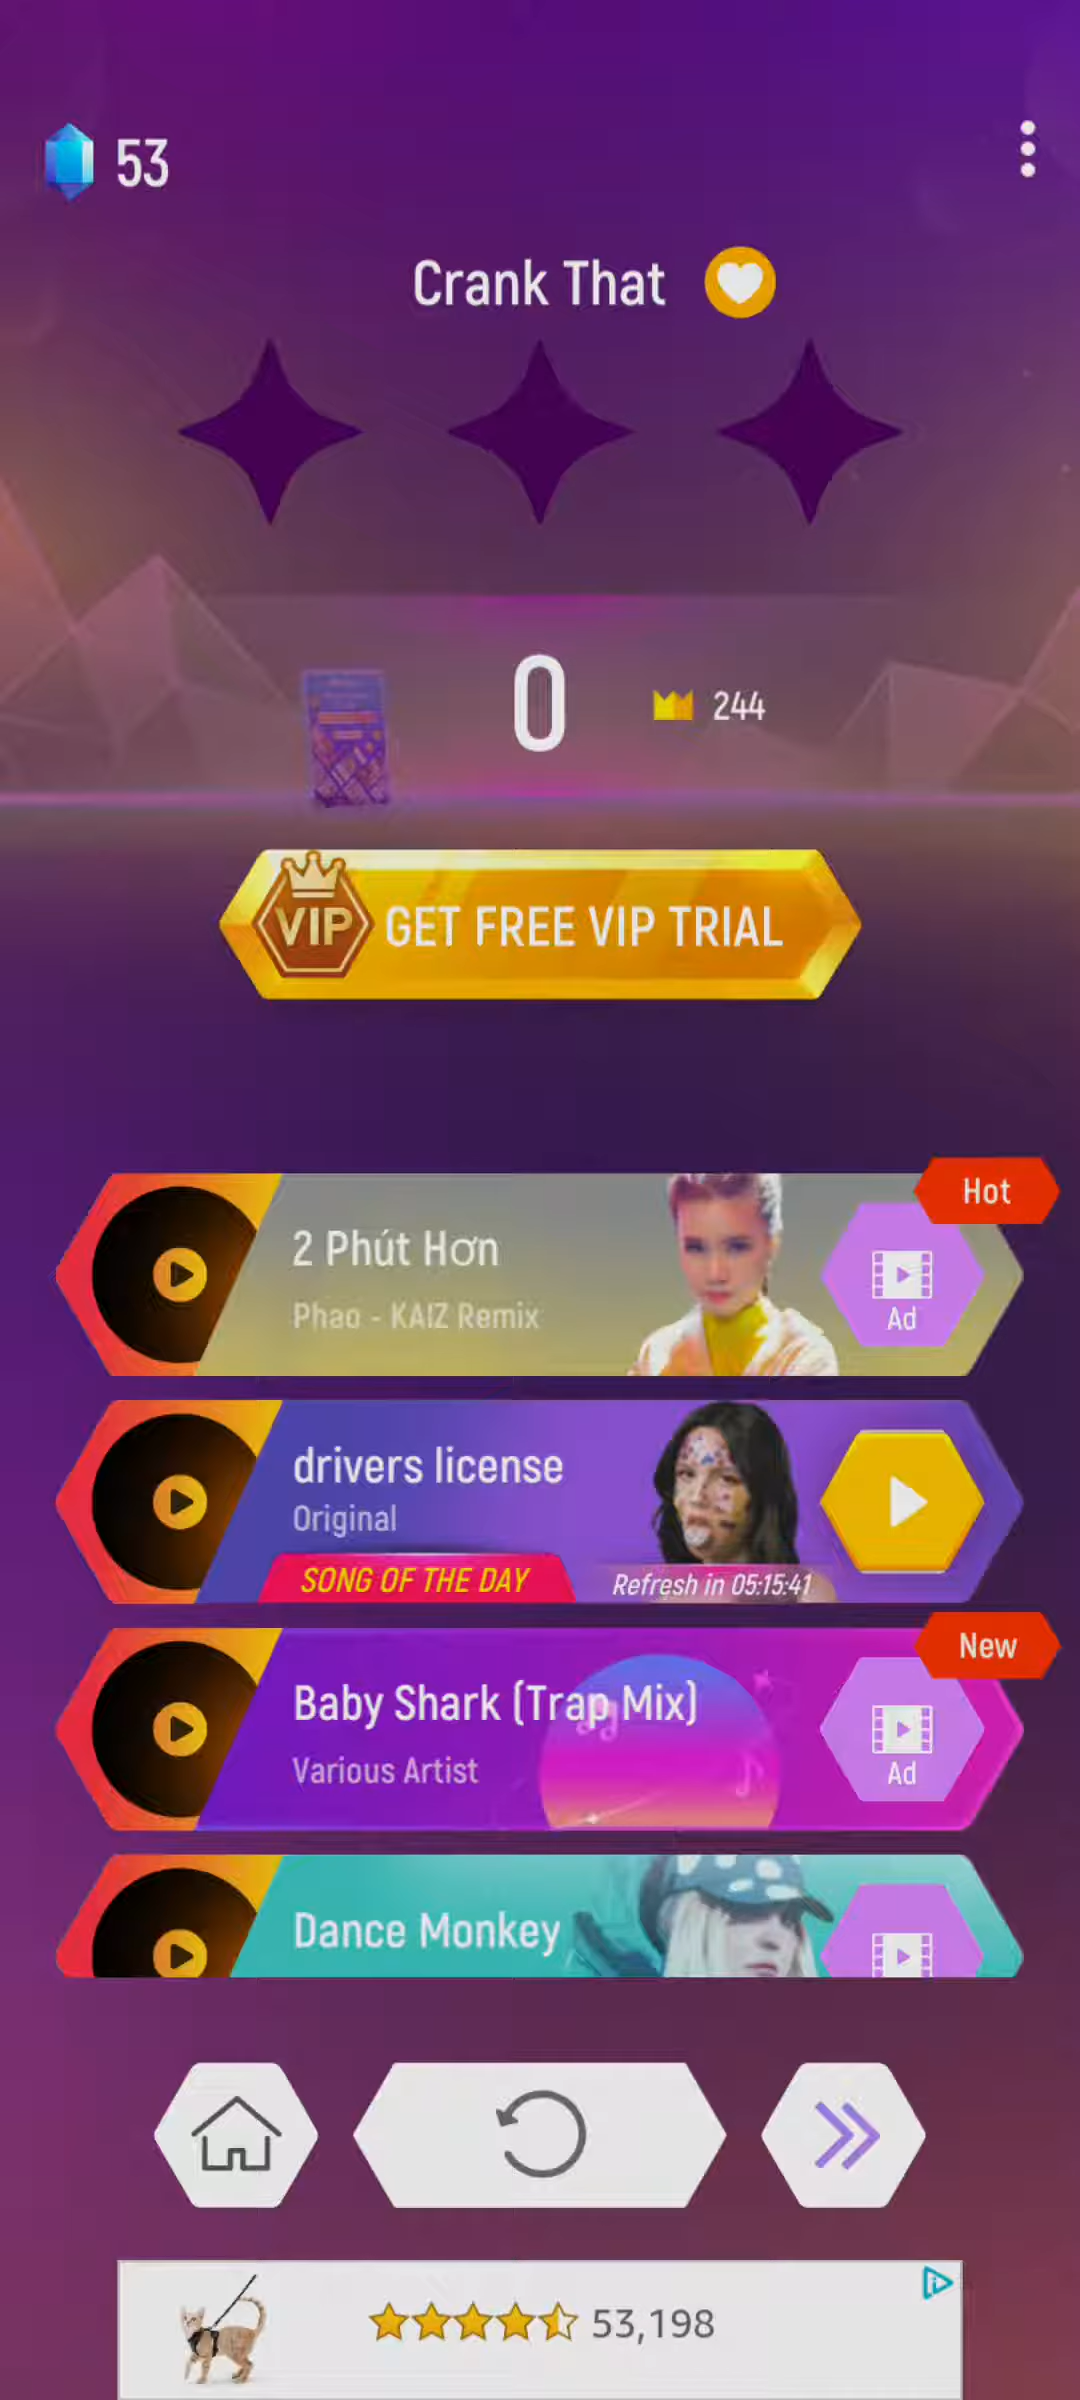 53
Crank That
0
244
VIP GET FREE VIP TRIAL
Hot
2 Phút Hơn
Phao - KAIZ Remix
Ad
drivers license
Original
SONG OF THE DAY
Refresh in 05:15:41
New
Baby Shark (Trap Mix)
Various Artist
Ad
Dance Monkey
53,198